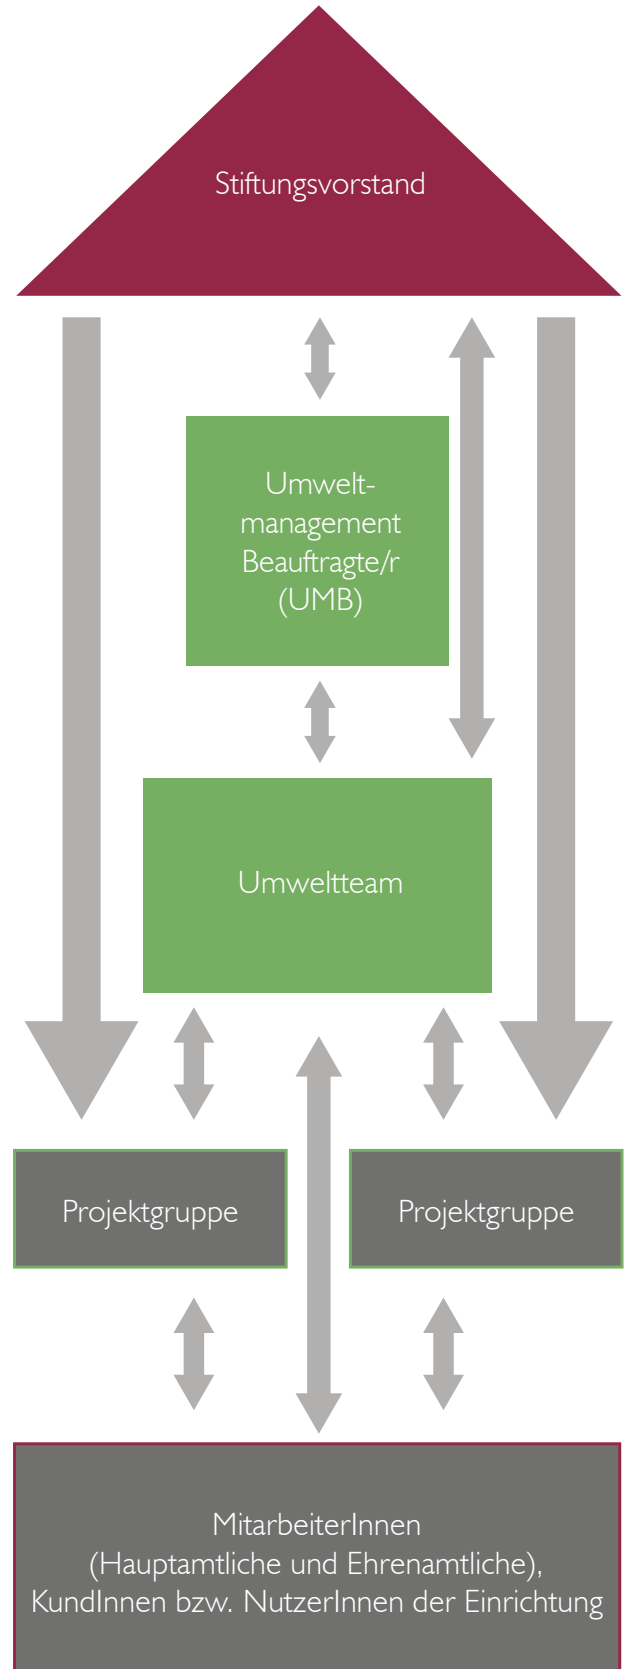 Stiftungsvorstand
Umwelt-
management
Beauftragte/r
(UMB)
Umweltteam
Projektgruppe
Projektgruppe
MitarbeiterInnen
(Hauptamtliche und Ehrenamtliche),
KundInnen bzw. NutzerInnen der Einrichtung